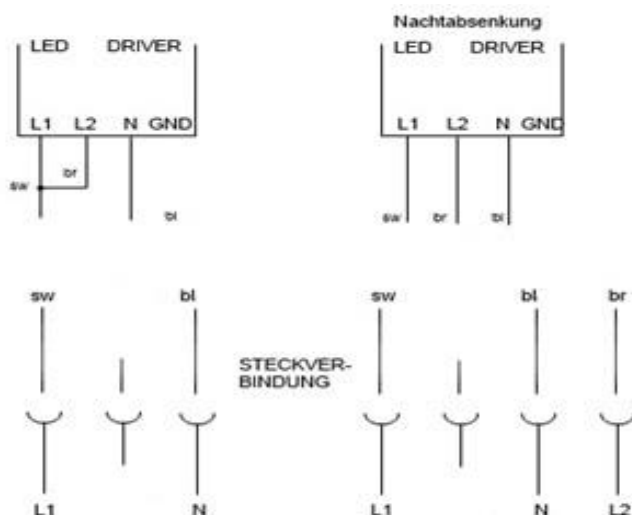 Nachtabsenkung
LED DRIVER
LED DRIVER
L1 L2 N GND
L1 L2 N GND
br
sw
bl
sw br bl
sw bl
sw bl br
STECKVER-
BINDUNG
L1 N
L1 N L2